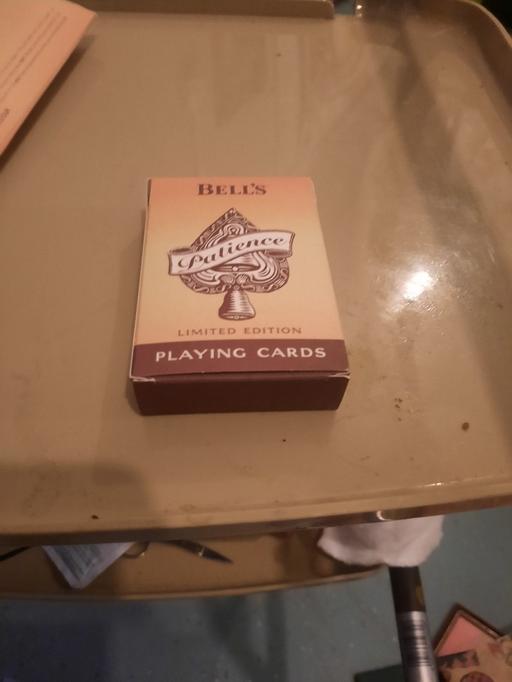 BELL'S
Patience
LIMITED EDITION
PLAYING CARDS